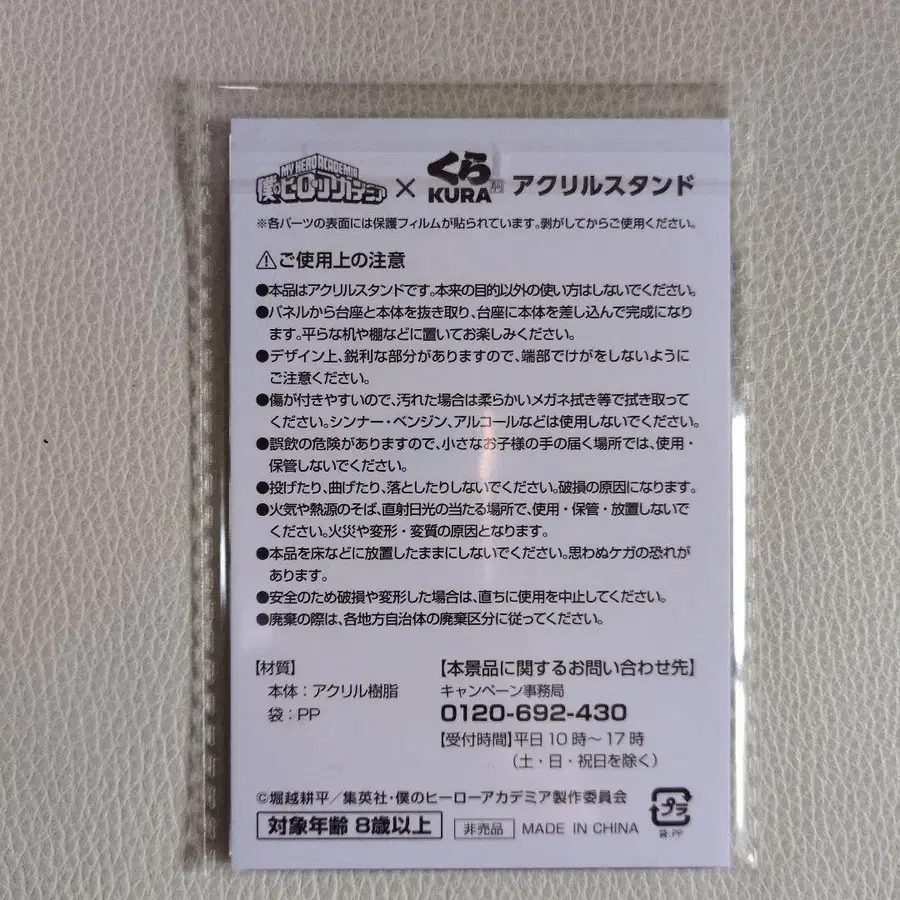 MY HERO ACADEMIA
僕のヒーローアカデミア × くら KURA アクリルスタンド
※各パーツの表面には保護フィルムが貼られています。剥がしてからご使用ください。
⚠ご使用上の注意
●本品はアクリルスタンドです。本来の目的以外の使い方はしないでください。
●パネルから台座と本体を抜き取り、台座に本体を差し込んで完成になり
ます。平らな机や棚などに置いてお楽しみください。
●デザイン上、鋭利な部分がありますので、端部でけがをしないように
ご注意ください。
●傷が付きやすいので、汚れた場合は柔らかいメガネ拭き等で拭き取って
ください。シンナー・ベンジン、アルコールなどは使用しないでください。
●誤飲の危険がありますので、小さなお子様の手の届く場所では、使用・
保管しないでください。
●投げたり、曲げたり、落としたりしないでください。破損の原因になります。
●火気や熱源のそば、直射日光の当たる場所で、使用・保管・放置しないで
ください。火災や変形・変質の原因となります。
●本品を床などに放置したままにしないでください。思わぬケガの恐れが
あります。
●安全のため破損や変形した場合は、直ちに使用を中止してください。
●廃棄の際は、各地方自治体の廃棄区分に従ってください。
【材質】
本体：アクリル樹脂
袋：PP
【本景品に関するお問い合わせ先】
キャンペーン事務局
0120-692-430
【受付時間】平日10時～17時
（土・日・祝日を除く）
©堀越耕平／集英社・僕のヒーローアカデミア製作委員会
対象年齢 8歳以上 非売品 MADE IN CHINA
プラ
袋:PP